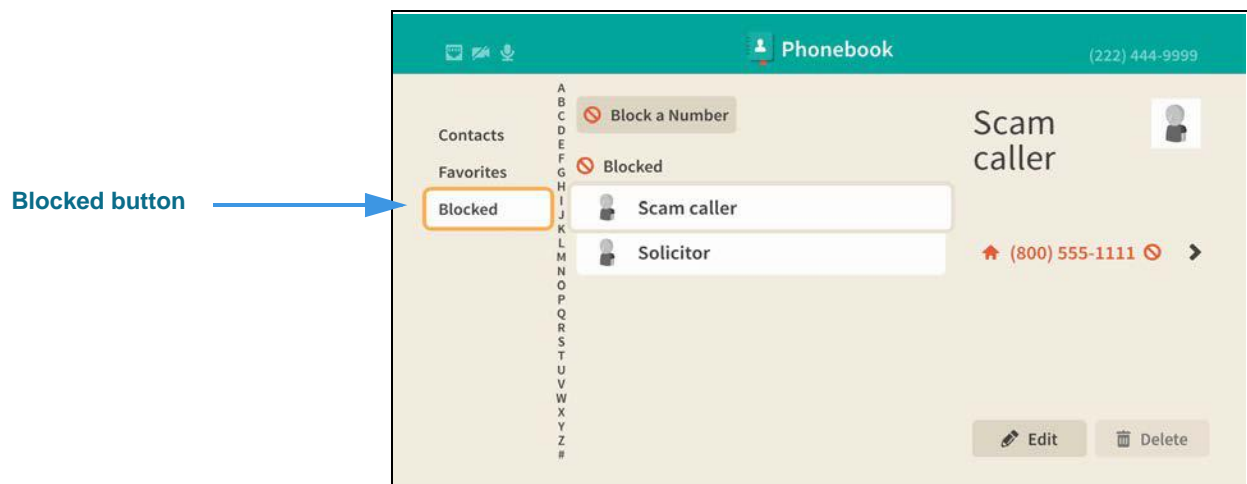 Phonebook
(222) 444-9999
Blocked button
Contacts
Favorites
Blocked
A
B
C
D
E
F
G
H
I
J
K
L
M
N
O
P
Q
R
S
T
U
V
W
X
Y
Z
#
Block a Number
Blocked
Scam caller
Solicitor
Scam
caller
(800) 555-1111
Edit
Delete